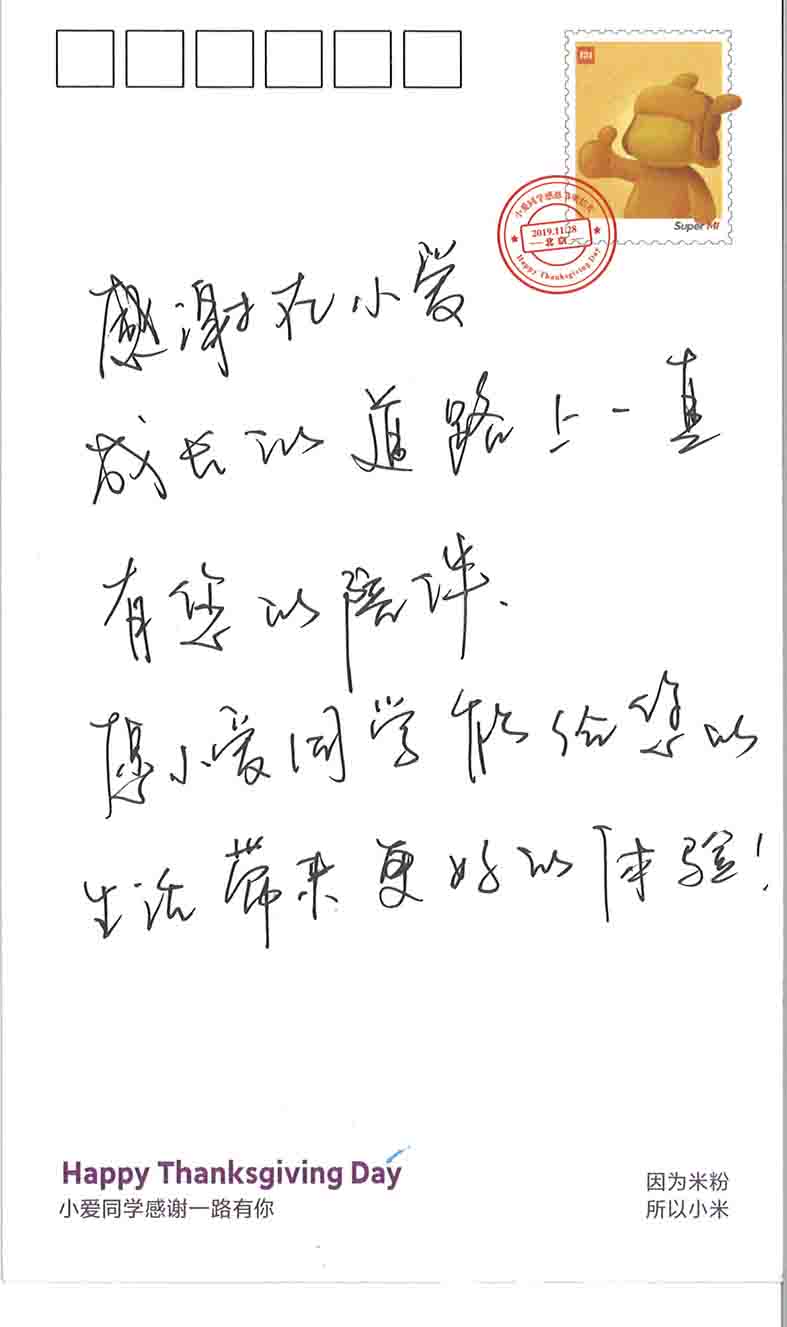 Super MI
小爱同学感恩节明信片
2019.11.28
北京
Happy Thanksgiving Day
感谢在小爱
成长的道路上一直
有您的陪伴、
愿小爱同学能给您的
生活带来更好的体验!
Happy Thanksgiving Day
小爱同学感谢一路有你
因为米粉
所以小米